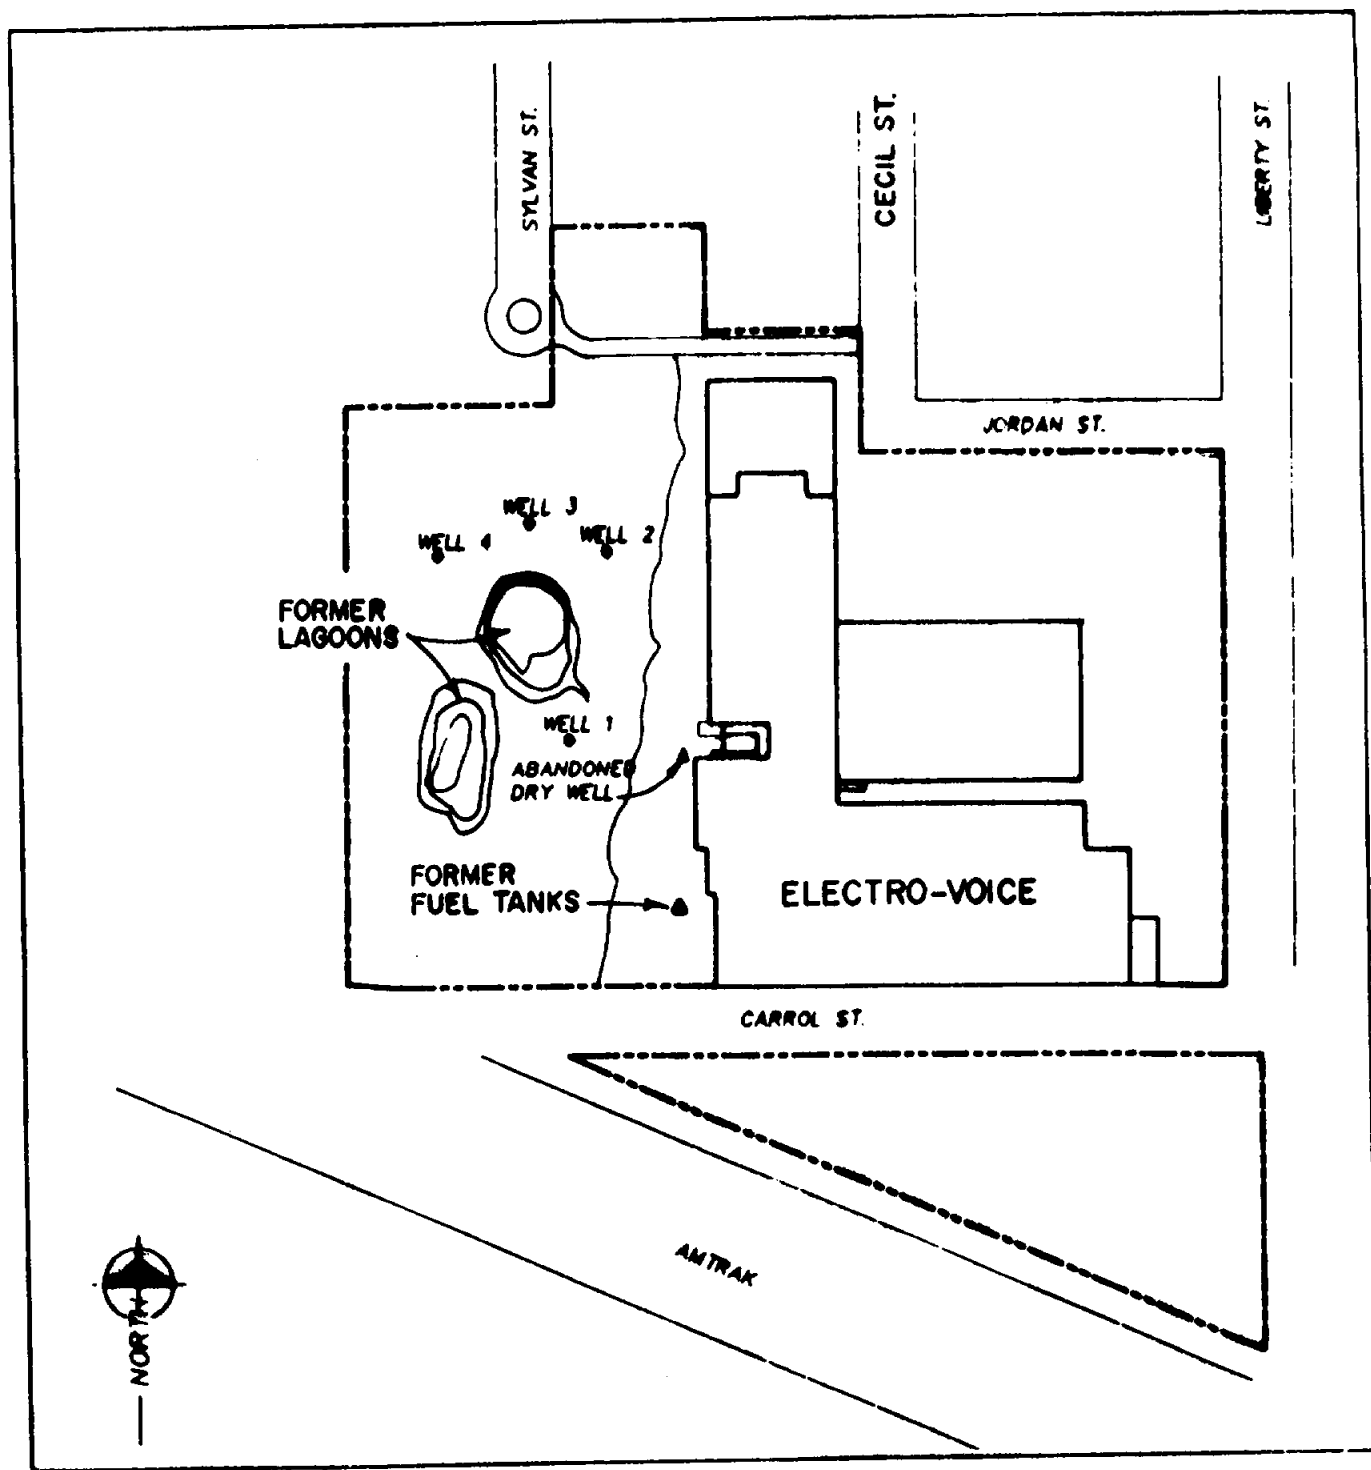 SYLVAN ST.
CECIL ST.
LIBERTY ST.
JORDAN ST.
WELL 3
WELL 4
WELL 2
FORMER
LAGOONS
WELL 1
ABANDONED
DRY WELL
FORMER
FUEL TANKS
ELECTRO-VOICE
CARROL ST.
AMTRAK
NORTH